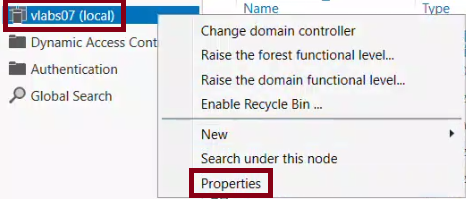 vlabs07 (local)
Dynamic Access Cont
Authentication
Global Search
Name
Type
Change domain controller
Raise the forest functional level...
Raise the domain functional level...
Enable Recycle Bin ...
New
Search under this node
Properties